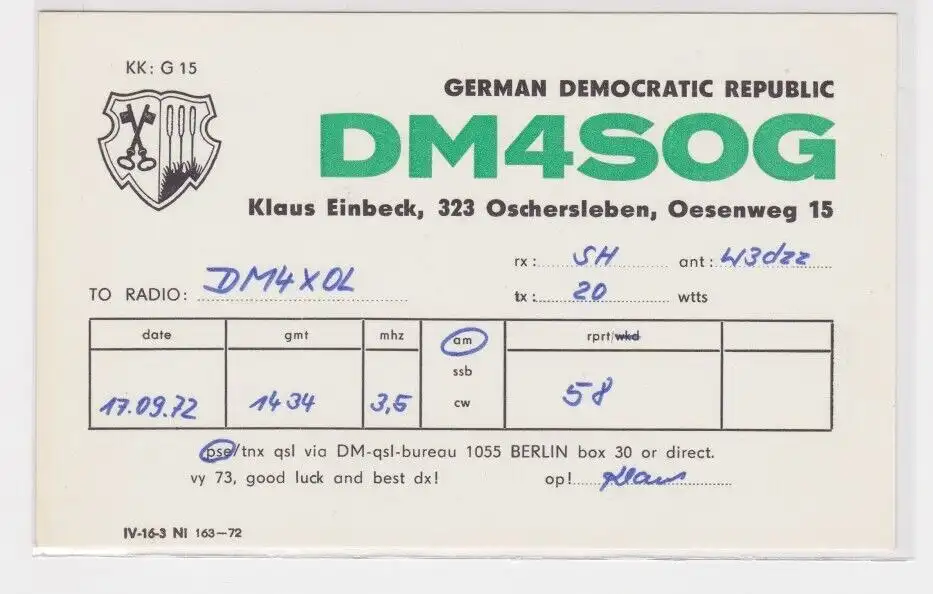 KK: G 15
GERMAN DEMOCRATIC REPUBLIC
DM4SOG
Klaus Einbeck, 323 Oschersleben, Oesenweg 15
rx: SH ant: W3dzz
TO RADIO: DM4XOL
tx: 20 wtts
date gmt mhz am rprt/wkd
ssb
17.09.72 1434 3,5 cw 58
pse/tnx qsl via DM-qsl-bureau 1055 BERLIN box 30 or direct.
vy 73, good luck and best dx! op! Klaus
IV-16-3 NI 163-72